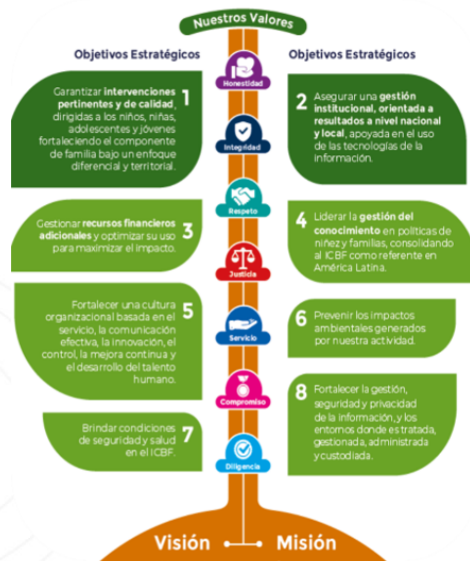 Nuestros Valores
Objetivos Estratégicos
Objetivos Estratégicos
Honestidad
1
Garantizar intervenciones
pertinentes y de calidad,
dirigidas a los niños, niñas,
adolescentes y jóvenes
fortaleciendo el componente
de familia bajo un enfoque
diferencial y territorial.
2
Asegurar una gestión
institucional, orientada a
resultados a nivel nacional
y local, apoyada en el uso
de las tecnologías de la
información.
Integridad
Respeto
3
Gestionar recursos financieros
adicionales y optimizar su uso
para maximizar el impacto.
4
Liderar la gestión del
conocimiento en políticas de
niñez y familias, consolidando
al ICBF como referente en
América Latina.
Justicia
5
Fortalecer una cultura
organizacional basada en el
servicio, la comunicación
efectiva, la innovación, el
control, la mejora continua y
el desarrollo del talento
humano.
Servicio
6
Prevenir los impactos
ambientales generados
por nuestra actividad.
Compromiso
7
Brindar condiciones
de seguridad y salud
en el ICBF.
8
Fortalecer la gestión,
seguridad y privacidad
de la información, y los
entornos donde es tratada,
gestionada, administrada
y custodiada.
Diligencia
Visión
Misión